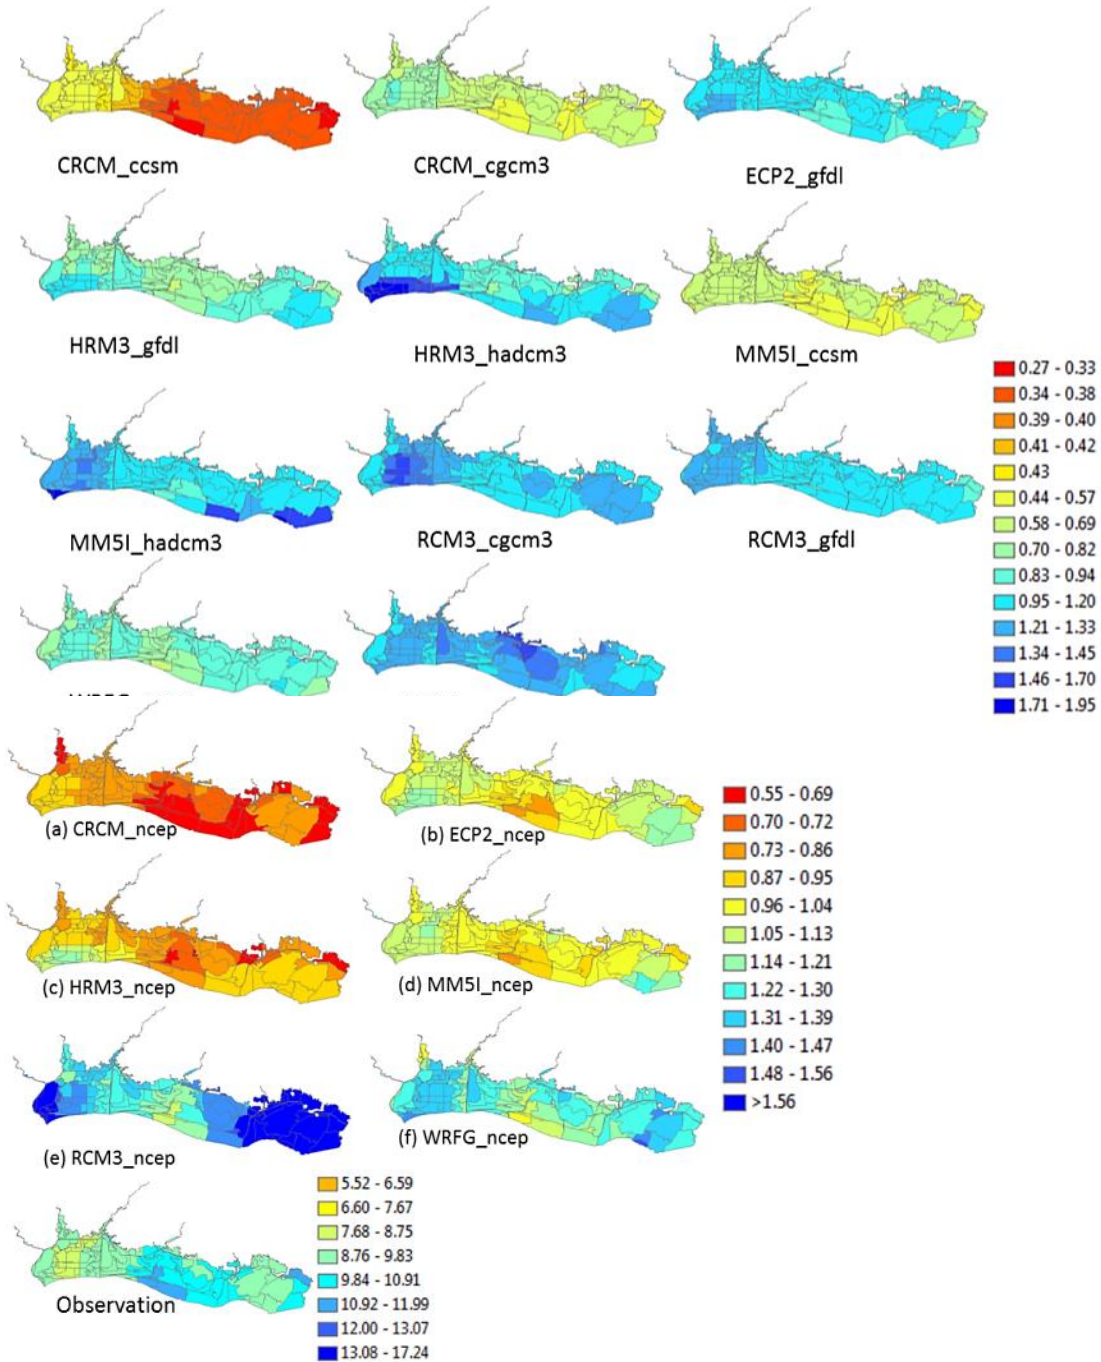 CRCM_ccsm
CRCM_cgcm3
ECP2_gfdl
HRM3_gfdl
HRM3_hadcm3
MM5I_ccsm
MM5I_hadcm3
RCM3_cgcm3
RCM3_gfdl
0.27 - 0.33
0.34 - 0.38
0.39 - 0.40
0.41 - 0.42
0.43
0.44 - 0.57
0.58 - 0.69
0.70 - 0.82
0.83 - 0.94
0.95 - 1.20
1.21 - 1.33
1.34 - 1.45
1.46 - 1.70
1.71 - 1.95
(a) CRCM_ncep
(b) ECP2_ncep
(c) HRM3_ncep
(d) MM5I_ncep
(e) RCM3_ncep
(f) WRFG_ncep
0.55 - 0.69
0.70 - 0.72
0.73 - 0.86
0.87 - 0.95
0.96 - 1.04
1.05 - 1.13
1.14 - 1.21
1.22 - 1.30
1.31 - 1.39
1.40 - 1.47
1.48 - 1.56
>1.56
Observation
5.52 - 6.59
6.60 - 7.67
7.68 - 8.75
8.76 - 9.83
9.84 - 10.91
10.92 - 11.99
12.00 - 13.07
13.08 - 17.24